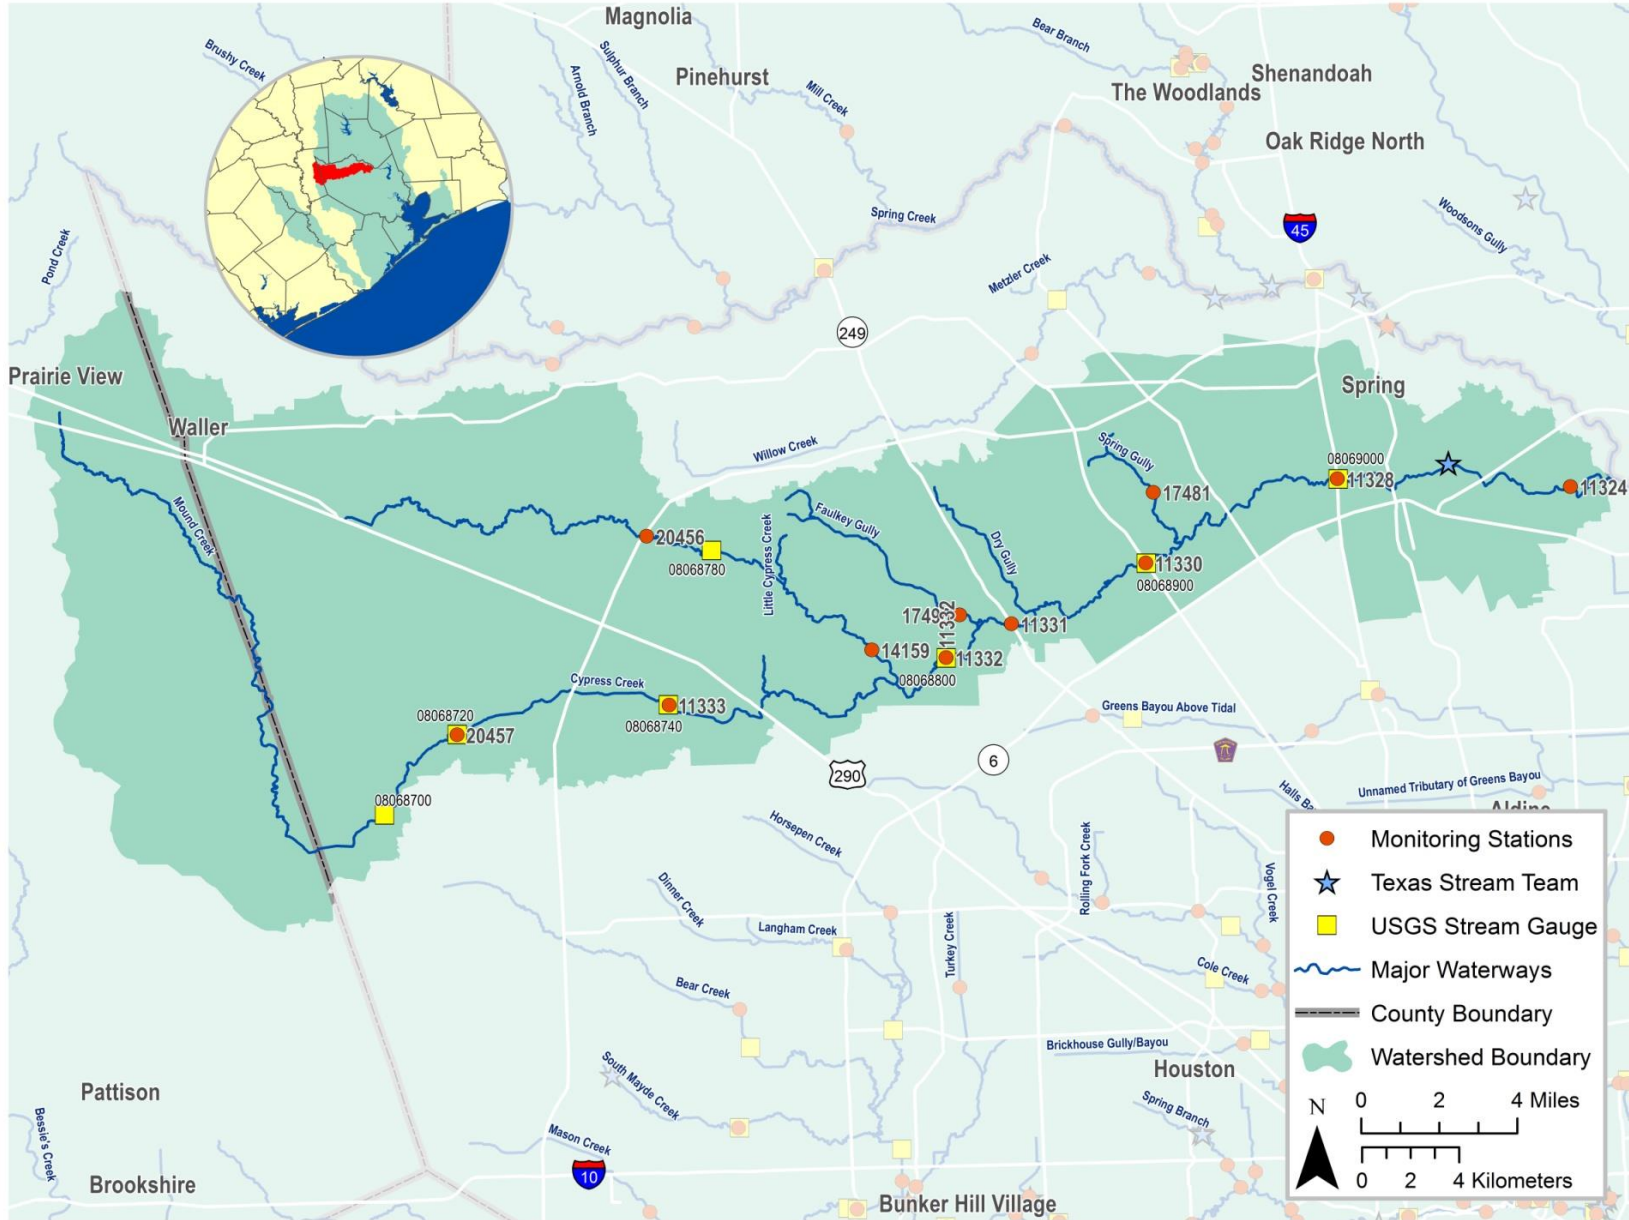 Magnolia
Brushy Creek
Arnold Branch
Sulphur Branch
Pinehurst
Mill Creek
Bear Branch
The Woodlands
Shenandoah
Oak Ridge North
Woodsons Gully
45
Spring Creek
Pond Creek
Metzler Creek
249
Prairie View
Waller
Spring
Willow Creek
Spring Gully
08069000
11328
11324
17481
Mound Creek
Little Cypress Creek
Faulkey Gully
Dry Gully
20456
08068780
11330
08068900
1749
11332
11331
14159
11332
08068800
Cypress Creek
11333
08068740
08068720
20457
08068700
Greens Bayou Above Tidal
6
290
Unnamed Tributary of Greens Bayou
Horsepen Creek
Rolling Fork Creek
Vogel Creek
Dinner Creek
Langham Creek
Turkey Creek
Cole Creek
Bear Creek
Brickhouse Gully/Bayou
South Mayde Creek
Houston
Spring Branch
Pattison
Bessie's Creek
Mason Creek
10
Brookshire
Bunker Hill Village
Monitoring Stations
Texas Stream Team
USGS Stream Gauge
Major Waterways
County Boundary
Watershed Boundary
N
0 2 4 Miles
0 2 4 Kilometers